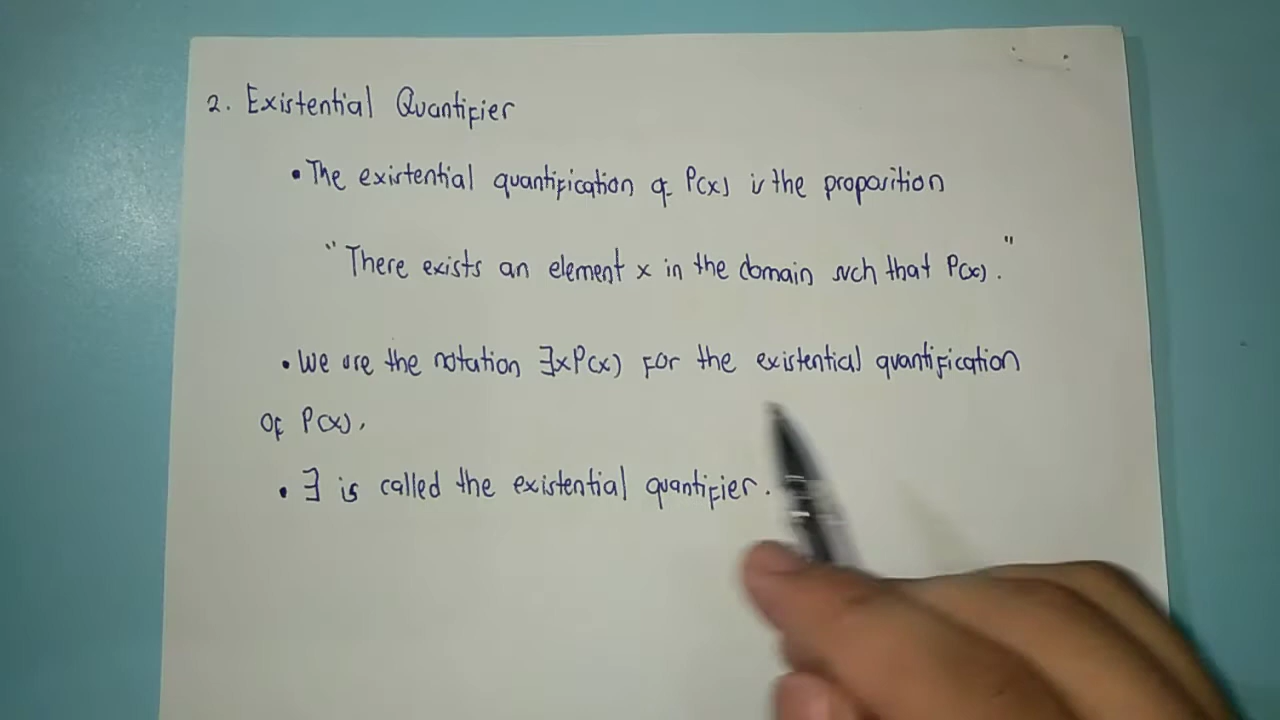 2. Existential Quantifier
• The existential quantification of P(x) is the proposition
"There exists an element x in the domain such that P(x)."
• We use the notation ∃xP(x) for the existential quantification
of P(x).
• ∃ is called the existential quantifier.